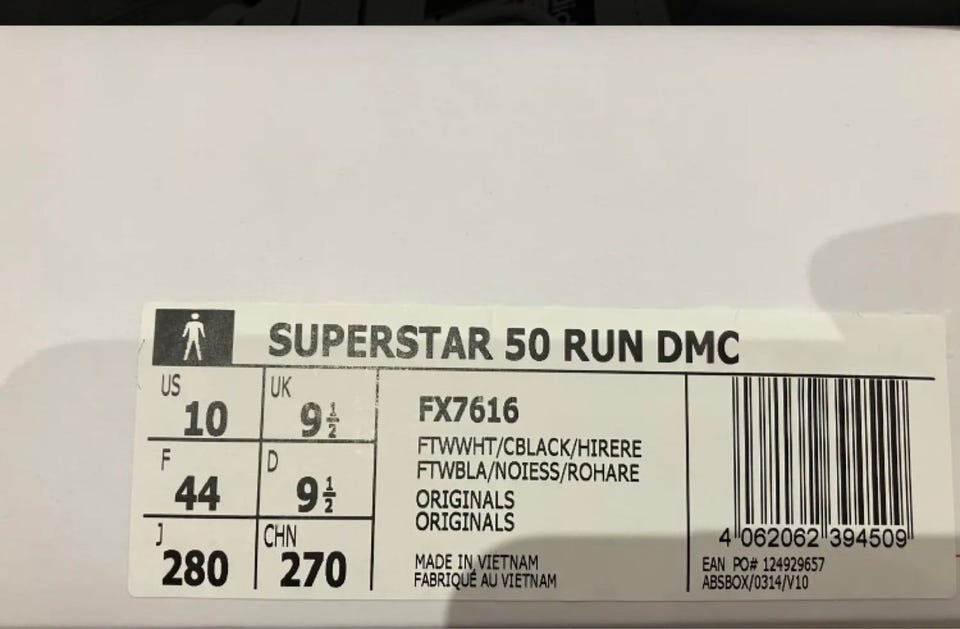 SUPERSTAR 50 RUN DMC
US 10
UK 9½
F 44
D 9½
J 280
CHN 270
FX7616
FTWWHT/CBLACK/HIRERE
FTWBLA/NOIESS/ROHARE
ORIGINALS
ORIGINALS
MADE IN VIETNAM
FABRIQUÉ AU VIETNAM
4 062062 394509
EAN PO# 124929657
ABSBOX/0314/V10